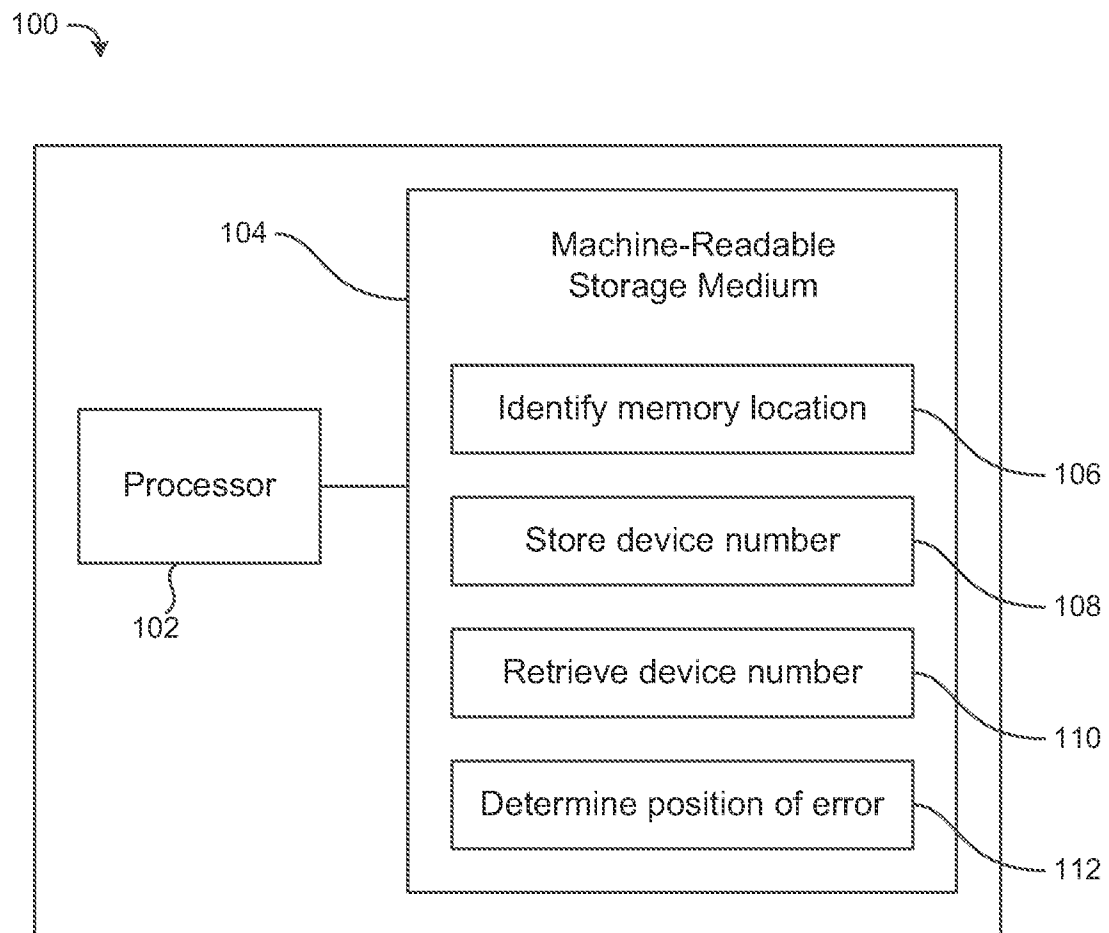 100
104
Machine-Readable
Storage Medium
Identify memory location
106
Processor
Store device number
108
102
Retrieve device number
110
Determine position of error
112